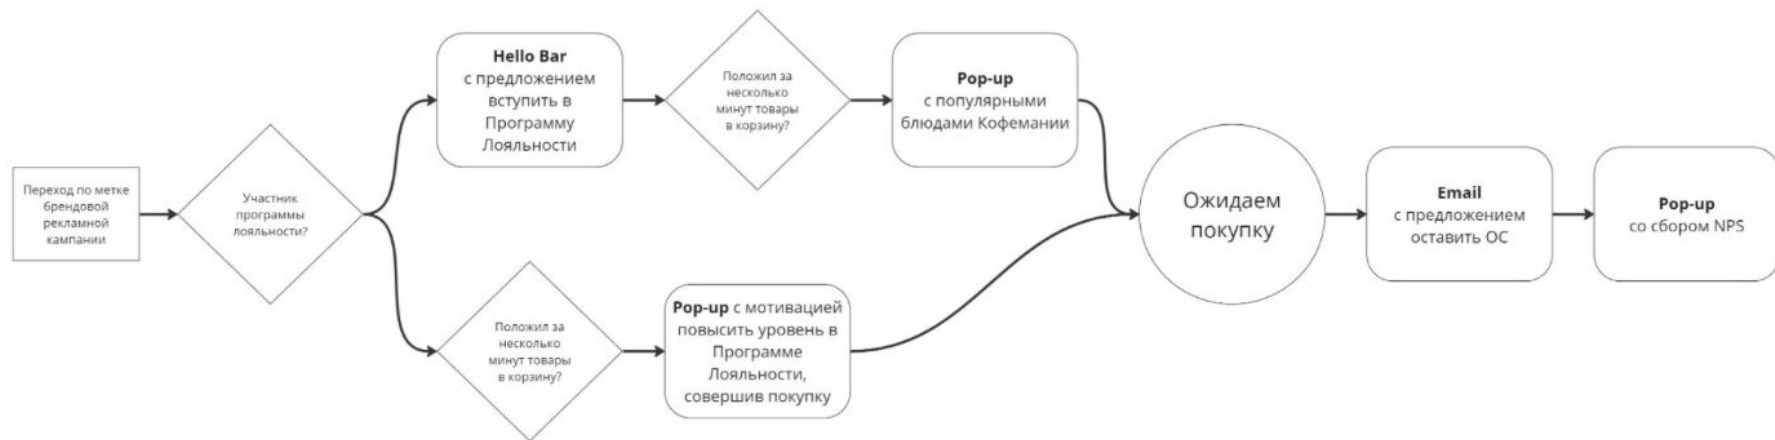 Переход по метке
брендовой
рекламной
кампании
Участник
программы
лояльности?
Hello Bar
с предложением
вступить в
Программу
Лояльности
Положил за
несколько
минут товары
в корзину?
Pop-up
с популярными
блюдами Кофемании
Положил за
несколько
минут товары
в корзину?
Pop-up с мотивацией
повысить уровень в
Программе
Лояльности,
совершив покупку
Ожидаем
покупку
Email
с предложением
оставить ОС
Pop-up
со сбором NPS